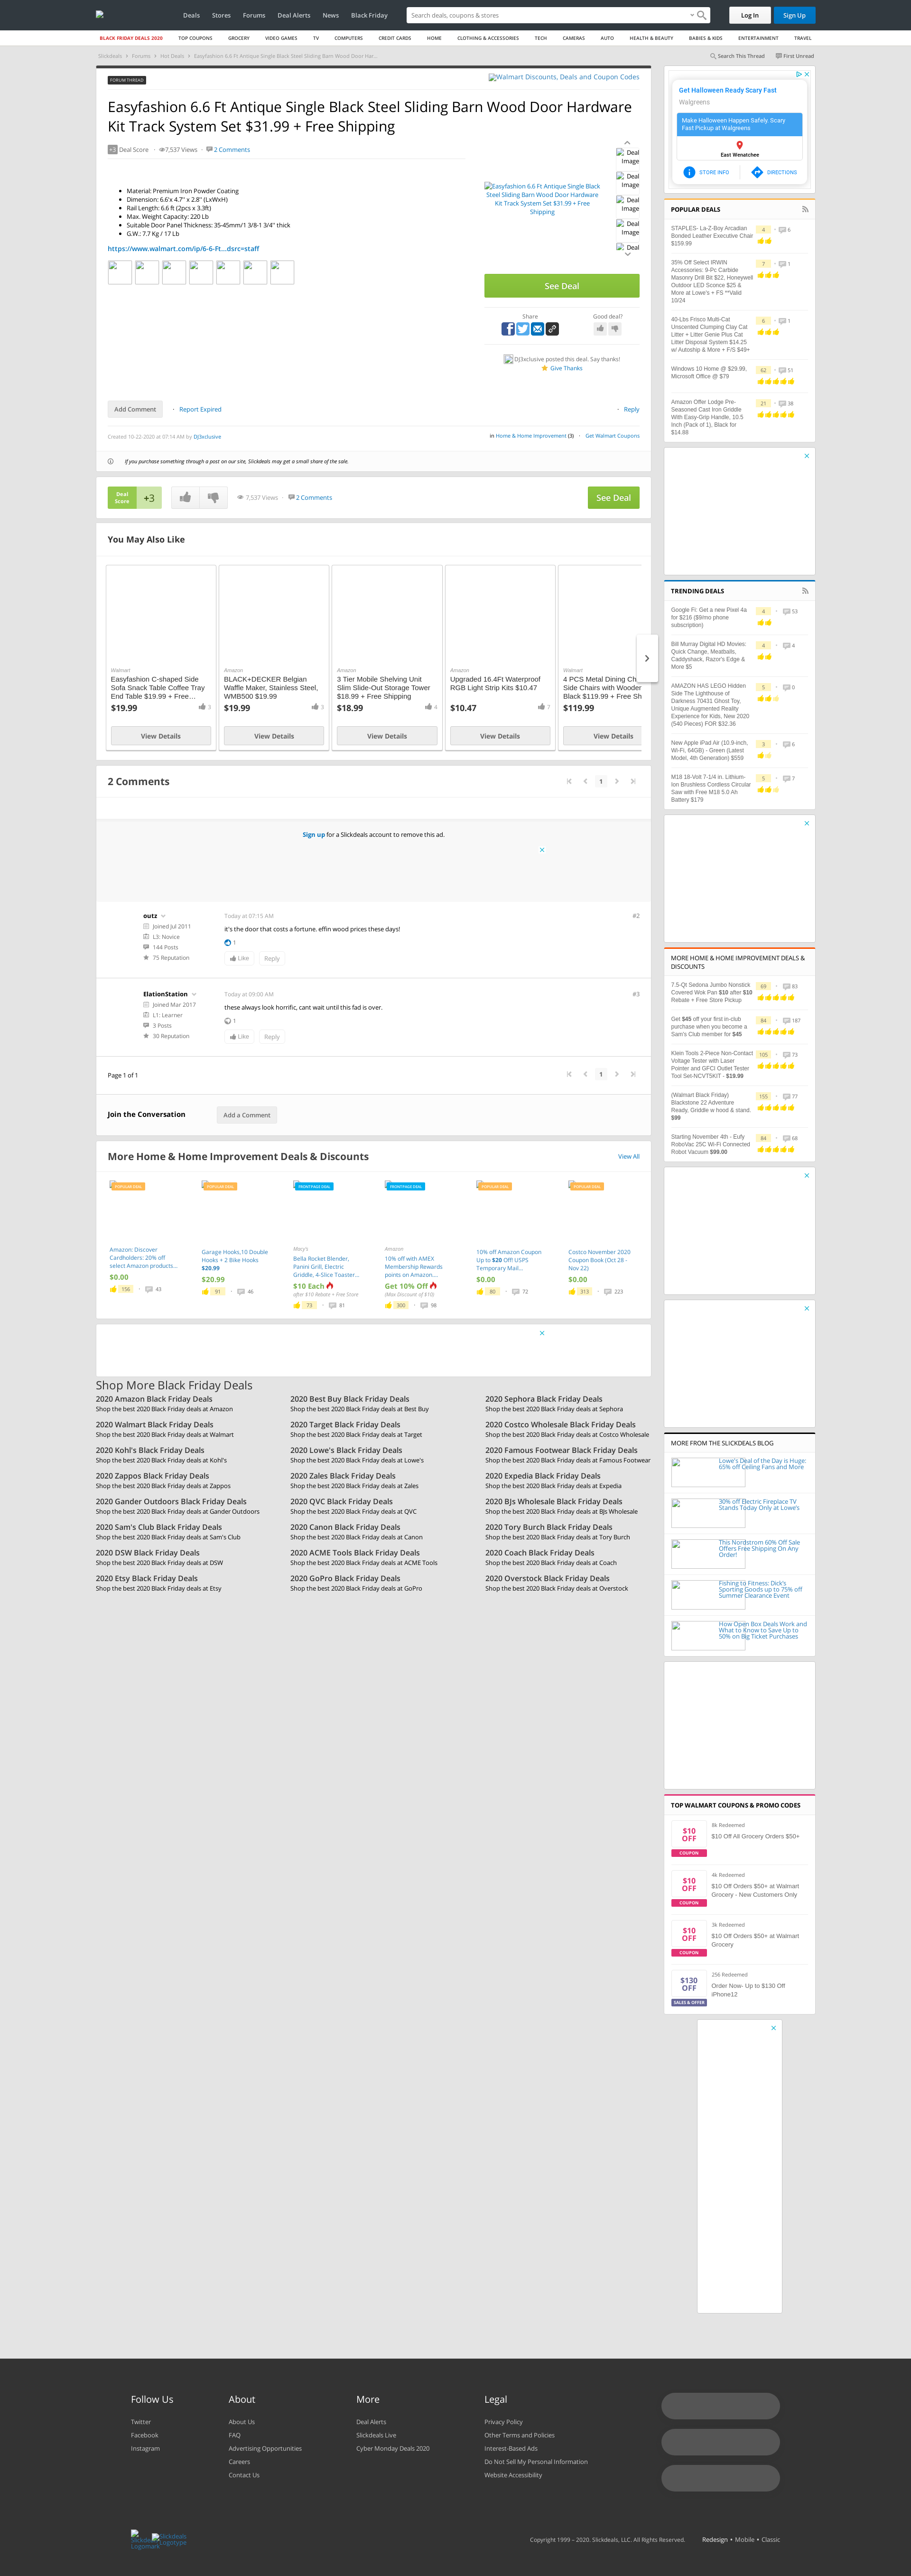 Deals Stores Forums Deal Alerts News Black Friday
Search deals, coupons & stores
Log In Sign Up
BLACK FRIDAY DEALS 2020 TOP COUPONS GROCERY VIDEO GAMES TV COMPUTERS CREDIT CARDS HOME CLOTHING & ACCESSORIES TECH CAMERAS AUTO HEALTH & BEAUTY BABIES & KIDS ENTERTAINMENT TRAVEL
Slickdeals > Forums > Hot Deals > Easyfashion 6.6 Ft Antique Single Black Steel Sliding Barn Wood Door Har...
Search This Thread First Unread
FORUM THREAD
Walmart Discounts, Deals and Coupon Codes
Easyfashion 6.6 Ft Antique Single Black Steel Sliding Barn Wood Door Hardware
Kit Track System Set $31.99 + Free Shipping
+3 Deal Score 7,537 Views 2 Comments
Material: Premium Iron Powder Coating
Dimension: 6.6'x 4.7" x 2.8" (LxWxH)
Rail Length: 6.6 ft (2pcs x 3.3ft)
Max. Weight Capacity: 220 Lb
Suitable Door Panel Thickness: 35-45mm/1 3/8-1 3/4" thick
G.W.: 7.7 Kg / 17 Lb
https://www.walmart.com/ip/6-6-Ft...dsrc=staff
Easyfashion 6.6 Ft Antique Single Black
Steel Sliding Barn Wood Door Hardware
Kit Track System Set $31.99 + Free
Shipping
Deal
Image
Deal
Image
Deal
Image
Deal
Image
Deal
See Deal
Share Good deal?
DJ3xclusive posted this deal. Say thanks!
Give Thanks
Add Comment Report Expired Reply
Created 10-22-2020 at 07:14 AM by DJ3xclusive
in Home & Home Improvement (3) Get Walmart Coupons
If you purchase something through a post on our site, Slickdeals may get a small share of the sale.
Deal
Score
+3
7,537 Views 2 Comments
See Deal
You May Also Like
Walmart
Easyfashion C-shaped Side
Sofa Snack Table Coffee Tray
End Table $19.99 + Free...
$19.99 3
View Details
Amazon
BLACK+DECKER Belgian
Waffle Maker, Stainless Steel,
WMB500 $19.99
$19.99 3
View Details
Amazon
3 Tier Mobile Shelving Unit
Slim Slide-Out Storage Tower
$18.99 + Free Shipping
$18.99 4
View Details
Amazon
Upgraded 16.4Ft Waterproof
RGB Light Strip Kits $10.47
$10.47 7
View Details
Walmart
4 PCS Metal Dining Ch
Side Chairs with Wooden
Black $119.99 + Free Sh
$119.99
View Details
2 Comments
1
Sign up for a Slickdeals account to remove this ad.
outz
Joined Jul 2011
L3: Novice
144 Posts
75 Reputation
Today at 07:15 AM #2
it's the door that costs a fortune. effin wood prices these days!
1
Like Reply
ElationStation
Joined Mar 2017
L1: Learner
3 Posts
30 Reputation
Today at 09:00 AM #3
these always look horrific, cant wait until this fad is over.
1
Like Reply
Page 1 of 1
1
Join the Conversation Add a Comment
More Home & Home Improvement Deals & Discounts View All
POPULAR DEAL
Amazon: Discover
Cardholders: 20% off
select Amazon products...
$0.00
156 43
POPULAR DEAL
Garage Hooks,10 Double
Hooks + 2 Bike Hooks
$20.99
$20.99
91 46
FRONTPAGE DEAL
Macy's
Bella Rocket Blender,
Panini Grill, Electric
Griddle, 4-Slice Toaster...
$10 Each
after $10 Rebate + Free Store
73 81
FRONTPAGE DEAL
Amazon
10% off with AMEX
Membership Rewards
points on Amazon....
Get 10% Off
(Max Discount of $10)
300 98
POPULAR DEAL
10% off Amazon Coupon
Up to $20 Off! USPS
Temporary Mail...
$0.00
80 72
POPULAR DEAL
Costco November 2020
Coupon Book (Oct 28 -
Nov 22)
$0.00
313 223
Shop More Black Friday Deals
2020 Amazon Black Friday Deals
Shop the best 2020 Black Friday deals at Amazon
2020 Best Buy Black Friday Deals
Shop the best 2020 Black Friday deals at Best Buy
2020 Sephora Black Friday Deals
Shop the best 2020 Black Friday deals at Sephora
2020 Walmart Black Friday Deals
Shop the best 2020 Black Friday deals at Walmart
2020 Target Black Friday Deals
Shop the best 2020 Black Friday deals at Target
2020 Costco Wholesale Black Friday Deals
Shop the best 2020 Black Friday deals at Costco Wholesale
2020 Kohl's Black Friday Deals
Shop the best 2020 Black Friday deals at Kohl's
2020 Lowe's Black Friday Deals
Shop the best 2020 Black Friday deals at Lowe's
2020 Famous Footwear Black Friday Deals
Shop the best 2020 Black Friday deals at Famous Footwear
2020 Zappos Black Friday Deals
Shop the best 2020 Black Friday deals at Zappos
2020 Zales Black Friday Deals
Shop the best 2020 Black Friday deals at Zales
2020 Expedia Black Friday Deals
Shop the best 2020 Black Friday deals at Expedia
2020 Gander Outdoors Black Friday Deals
Shop the best 2020 Black Friday deals at Gander Outdoors
2020 QVC Black Friday Deals
Shop the best 2020 Black Friday deals at QVC
2020 BJs Wholesale Black Friday Deals
Shop the best 2020 Black Friday deals at BJs Wholesale
2020 Sam's Club Black Friday Deals
Shop the best 2020 Black Friday deals at Sam's Club
2020 Canon Black Friday Deals
Shop the best 2020 Black Friday deals at Canon
2020 Tory Burch Black Friday Deals
Shop the best 2020 Black Friday deals at Tory Burch
2020 DSW Black Friday Deals
Shop the best 2020 Black Friday deals at DSW
2020 ACME Tools Black Friday Deals
Shop the best 2020 Black Friday deals at ACME Tools
2020 Coach Black Friday Deals
Shop the best 2020 Black Friday deals at Coach
2020 Etsy Black Friday Deals
Shop the best 2020 Black Friday deals at Etsy
2020 GoPro Black Friday Deals
Shop the best 2020 Black Friday deals at GoPro
2020 Overstock Black Friday Deals
Shop the best 2020 Black Friday deals at Overstock
Get Halloween Ready Scary Fast
Walgreens
Make Halloween Happen Safely. Scary
Fast Pickup at Walgreens
East Wenatchee
STORE INFO DIRECTIONS
POPULAR DEALS
STAPLES- La-Z-Boy Arcadian
Bonded Leather Executive Chair
$159.99
4 6
35% Off Select IRWIN
Accessories: 9-Pc Carbide
Masonry Drill Bit $22, Honeywell
Outdoor LED Sconce $25 &
More at Lowe's + FS **Valid
10/24
7 1
40-Lbs Frisco Multi-Cat
Unscented Clumping Clay Cat
Litter + Litter Genie Plus Cat
Litter Disposal System $14.25
w/ Autoship & More + F/S $49+
6 1
Windows 10 Home @ $29.99,
Microsoft Office @ $79
62 51
Amazon Offer Lodge Pre-
Seasoned Cast Iron Griddle
With Easy-Grip Handle, 10.5
Inch (Pack of 1), Black for
$14.88
21 38
TRENDING DEALS
Google Fi: Get a new Pixel 4a
for $216 ($9/mo phone
subscription)
4 53
Bill Murray Digital HD Movies:
Quick Change, Meatballs,
Caddyshack, Razor's Edge &
More $5
4 4
AMAZON HAS LEGO Hidden
Side The Lighthouse of
Darkness 70431 Ghost Toy,
Unique Augmented Reality
Experience for Kids, New 2020
(540 Pieces) FOR $32.36
5 0
New Apple iPad Air (10.9-inch,
Wi-Fi, 64GB) - Green (Latest
Model, 4th Generation) $559
3 6
M18 18-Volt 7-1/4 in. Lithium-
Ion Brushless Cordless Circular
Saw with Free M18 5.0 Ah
Battery $179
5 7
MORE HOME & HOME IMPROVEMENT DEALS &
DISCOUNTS
7.5-Qt Sedona Jumbo Nonstick
Covered Wok Pan $10 after $10
Rebate + Free Store Pickup
69 83
Get $45 off your first in-club
purchase when you become a
Sam's Club member for $45
84 187
Klein Tools 2-Piece Non-Contact
Voltage Tester with Laser
Pointer and GFCI Outlet Tester
Tool Set-NCVT5KIT - $19.99
105 73
(Walmart Black Friday)
Blackstone 22 Adventure
Ready, Griddle w hood & stand.
$99
155 77
Starting November 4th - Eufy
RoboVac 25C Wi-Fi Connected
Robot Vacuum $99.00
84 68
MORE FROM THE SLICKDEALS BLOG
Lowe's Deal of the Day is Huge:
65% off Ceiling Fans and More
30% off Electric Fireplace TV
Stands Today Only at Lowe's
This Nordstrom 60% Off Sale
Offers Free Shipping On Any
Order!
Fishing to Fitness: Dick's
Sporting Goods up to 75% off
Summer Clearance Event
How Open Box Deals Work and
What to Know to Save Up to
50% on Big Ticket Purchases
TOP WALMART COUPONS & PROMO CODES
$10
OFF
COUPON
8k Redeemed
$10 Off All Grocery Orders $50+
$10
OFF
COUPON
4k Redeemed
$10 Off Orders $50+ at Walmart
Grocery - New Customers Only
$10
OFF
COUPON
3k Redeemed
$10 Off Orders $50+ at Walmart
Grocery
$130
OFF
SALES & OFFER
256 Redeemed
Order Now- Up to $130 Off
iPhone12
Follow Us
Twitter
Facebook
Instagram
About
About Us
FAQ
Advertising Opportunities
Careers
Contact Us
More
Deal Alerts
Slickdeals Live
Cyber Monday Deals 2020
Legal
Privacy Policy
Other Terms and Policies
Interest-Based Ads
Do Not Sell My Personal Information
Website Accessibility
Slickdeals
Logomark
Slickdeals
Logotype
Copyright 1999 – 2020. Slickdeals, LLC. All Rights Reserved. Redesign • Mobile • Classic